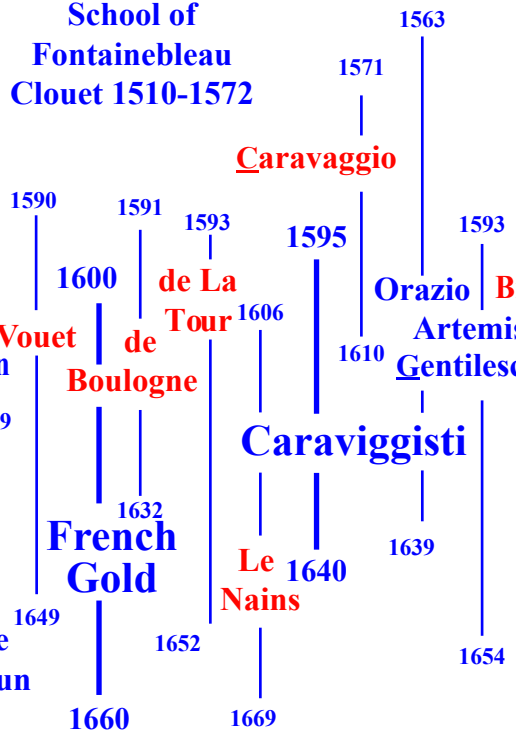 School of
Fontainebleau
Clouet 1510-1572
1563
1571
Caravaggio
1590
1591
1593
1595
1593
1600
de La
Tour
1606
Orazio
B
Vouet
de
Boulogne
1610
Artemis
Gentilesc
n
9
Caraviggisti
1632
French
Gold
1639
Le
Nains
1640
1649
1652
e
un
1654
1660
1669